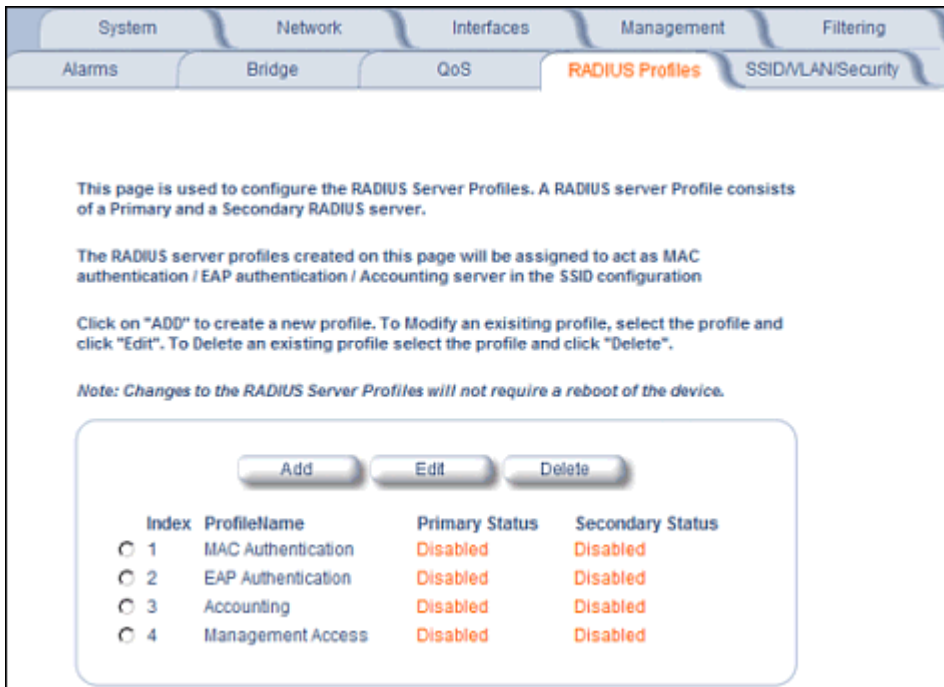 System Network Interfaces Management Filtering
Alarms Bridge QoS RADIUS Profiles SSID/VLAN/Security
This page is used to configure the RADIUS Server Profiles. A RADIUS server Profile consists
of a Primary and a Secondary RADIUS server.
The RADIUS server profiles created on this page will be assigned to act as MAC
authentication / EAP authentication / Accounting server in the SSID configuration
Click on "ADD" to create a new profile. To Modify an exisiting profile, select the profile and
click "Edit". To Delete an existing profile select the profile and click "Delete".
Note: Changes to the RADIUS Server Profiles will not require a reboot of the device.
Add Edit Delete
Index ProfileName Primary Status Secondary Status
1 MAC Authentication Disabled Disabled
2 EAP Authentication Disabled Disabled
3 Accounting Disabled Disabled
4 Management Access Disabled Disabled